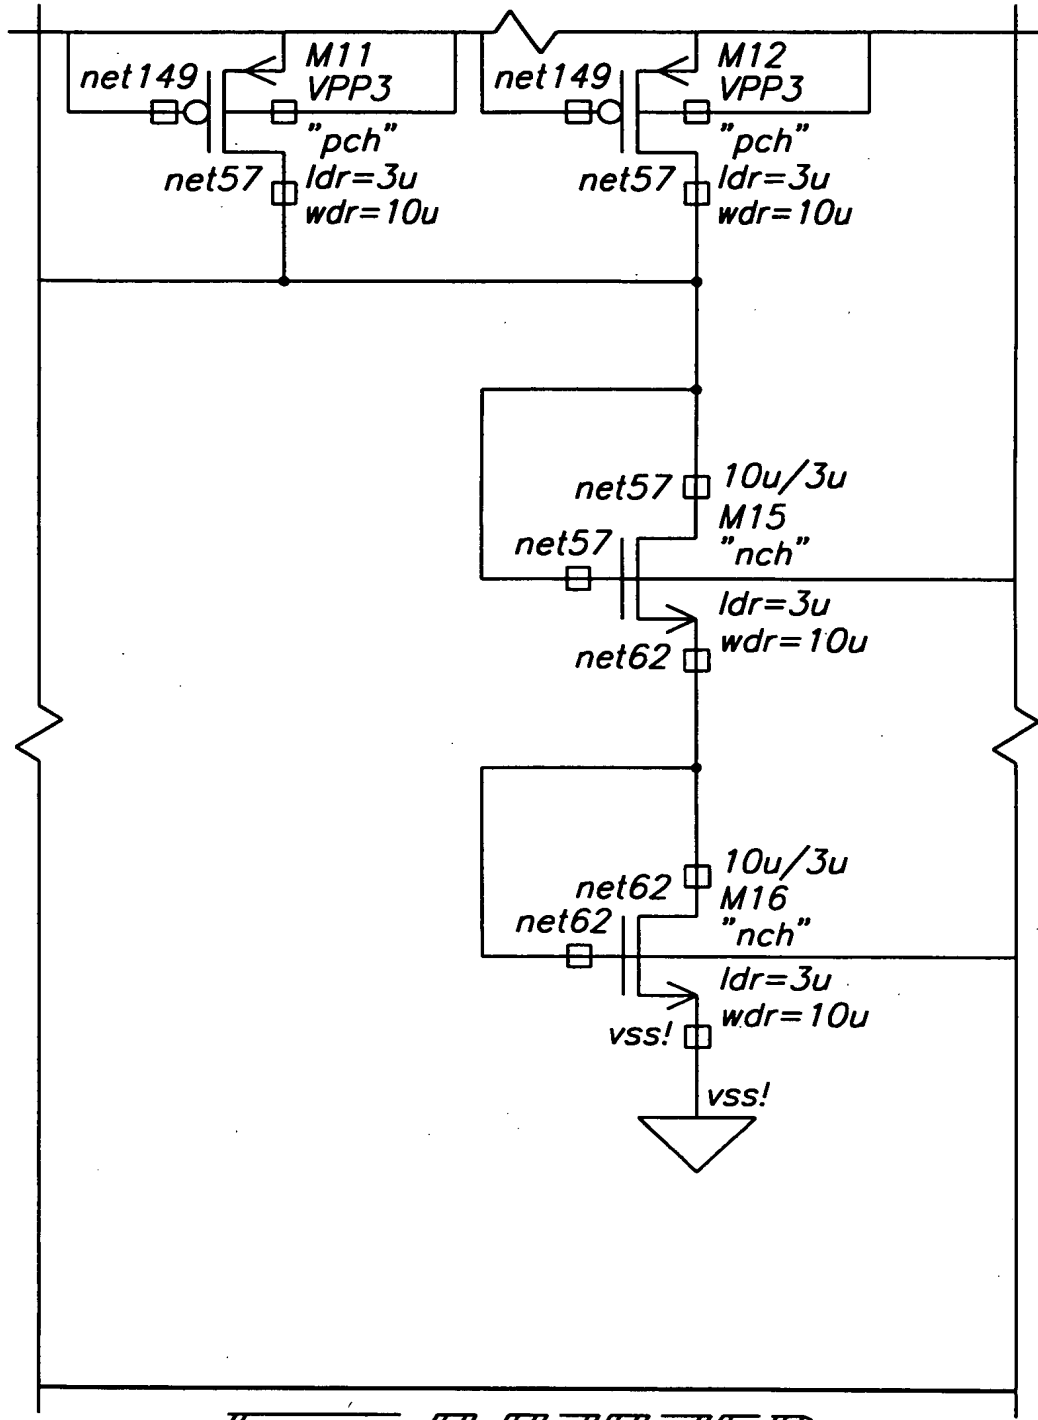 net149
M11
VPP3
"pch"
net57
ldr=3u
wdr=10u
net149
M12
VPP3
"pch"
net57
ldr=3u
wdr=10u
net57
10u/3u
M15
net57
"nch"
ldr=3u
wdr=10u
net62
10u/3u
net62
M16
net62
"nch"
ldr=3u
wdr=10u
vss!
vss!